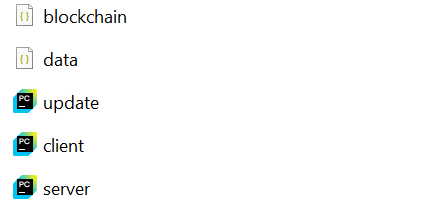 blockchain
data
update
client
server